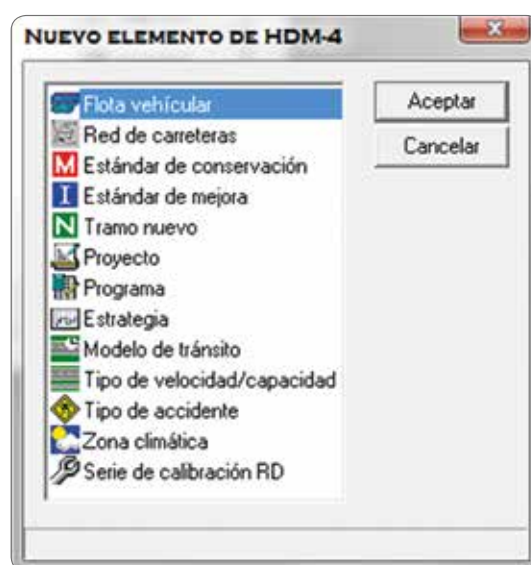 NUEVO ELEMENTO DE HDM-4
Flota vehícular
Red de carreteras
M Estándar de conservación
I Estándar de mejora
N Tramo nuevo
Proyecto
Programa
Estrategia
Modelo de tránsito
Tipo de velocidad/capacidad
Tipo de accidente
Zona climática
Serie de calibración RD
Aceptar
Cancelar